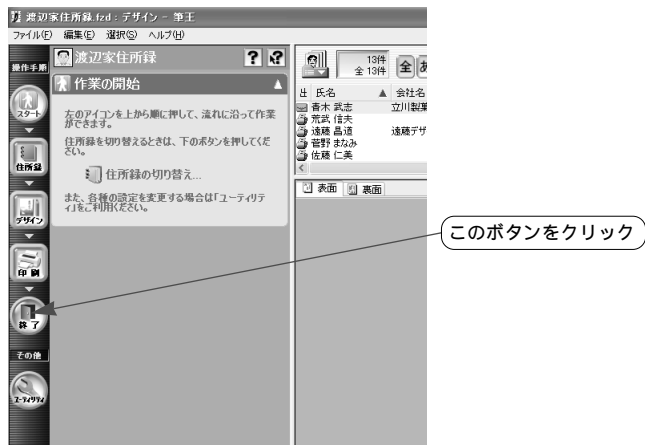 渡辺家住所録.fzd : デザイン - 筆王
ファイル(F) 編集(E) 選択(S) ヘルプ(H)
操作手順
スタート
住所録
デザイン
印刷
終了
その他
ユーティリティ
渡辺家住所録
作業の開始
左のアイコンを上から順に押して、流れに沿って作業
ができます。
住所録を切り替えるときは、下のボタンを押してくだ
さい。
住所録の切り替え...
また、各種の設定を変更する場合は「ユーティリテ
ィ」をご利用ください。
13件
全 13件
全 あ
出 氏名 ▲ 会社名
青木 武志 立川製菓
荒武 信夫
遠藤 昌道 遠藤デザ
菅野 まなみ
佐藤 仁美
表面 裏面
このボタンをクリック